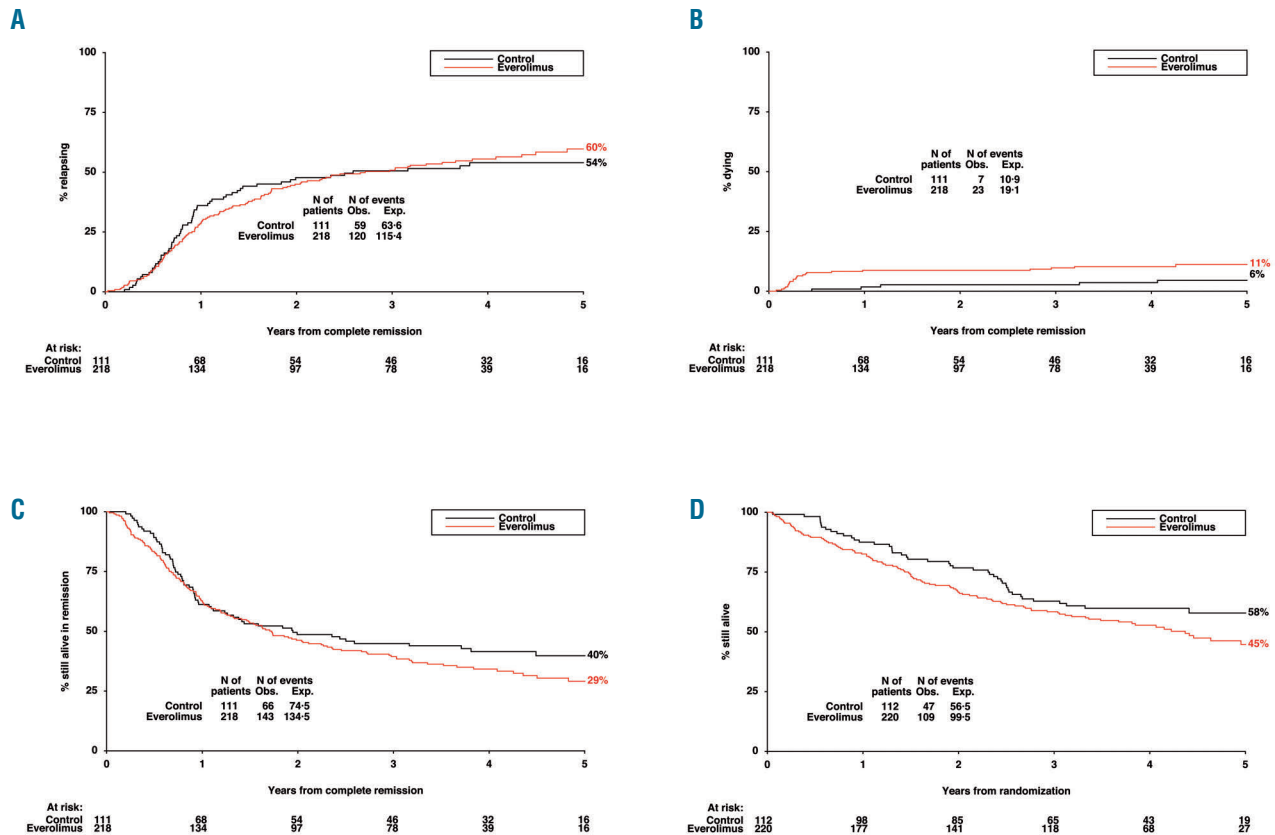 A
100
75
50
25
0
% relapsing
Control
Everolimus
60%
54%
N of N of events
patients Obs. Exp.
Control 111 59 63·6
Everolimus 218 120 115·4
0 1 2 3 4 5
Years from complete remission
At risk:
Control 111 68 54 46 32 16
Everolimus 218 134 97 78 39 16
B
100
75
50
25
0
% dying
Control
Everolimus
N of N of events
patients Obs. Exp.
Control 111 7 10·9
Everolimus 218 23 19·1
11%
6%
0 1 2 3 4 5
Years from complete remission
At risk:
Control 111 68 54 46 32 16
Everolimus 218 134 97 78 39 16
C
100
75
50
25
0
% still alive in remission
Control
Everolimus
40%
29%
N of N of events
patients Obs. Exp.
Control 111 66 74·5
Everolimus 218 143 134·5
0 1 2 3 4 5
Years from complete remission
At risk:
Control 111 68 54 46 32 16
Everolimus 218 134 97 78 39 16
D
100
75
50
25
0
% still alive
Control
Everolimus
58%
45%
N of N of events
patients Obs. Exp.
Control 112 47 56·5
Everolimus 220 109 99·5
0 1 2 3 4 5
Years from randomization
At risk:
Control 112 98 85 65 43 19
Everolimus 220 177 141 118 68 27